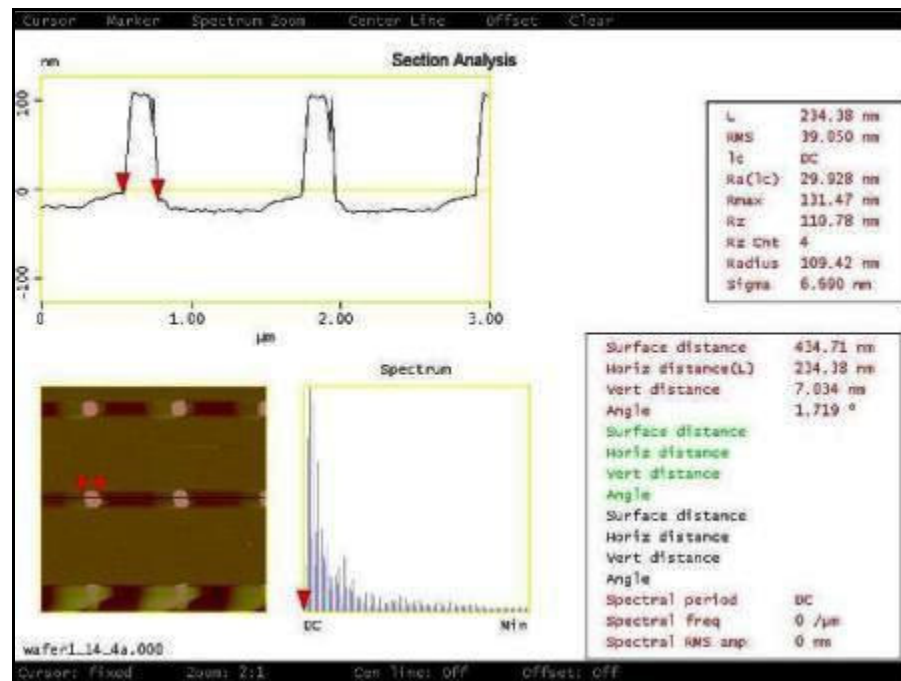 Cursor Marker Spectrum Zoom Center Line Offset Clear
nm Section Analysis
100
0
-100
0 1.00 2.00 3.00
µm
L 234.38 nm
RMS 39.050 nm
lc DC
Ra(lc) 29.928 nm
Rmax 131.47 nm
Rz 110.78 nm
Rz Cnt 4
Radius 109.42 nm
Sigma 6.690 nm
Spectrum
DC Min
Surface distance 434.71 nm
Horiz distance(L) 234.38 nm
Vert distance 7.034 nm
Angle 1.719 °
Surface distance
Horiz distance
Vert distance
Angle
Surface distance
Horiz distance
Vert distance
Angle
Spectral period DC
Spectral freq 0 /µm
Spectral RMS amp 0 nm
wafer1_14_4a.000
Cursor: fixed Zoom: 2:1 Cen line: Off Offset: Off